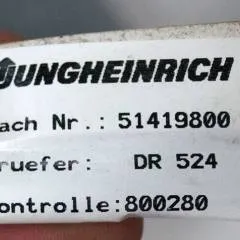 JUNGHEINRICH
ach Nr.: 51419800
ruefer: DR 524
ontrolle:800280